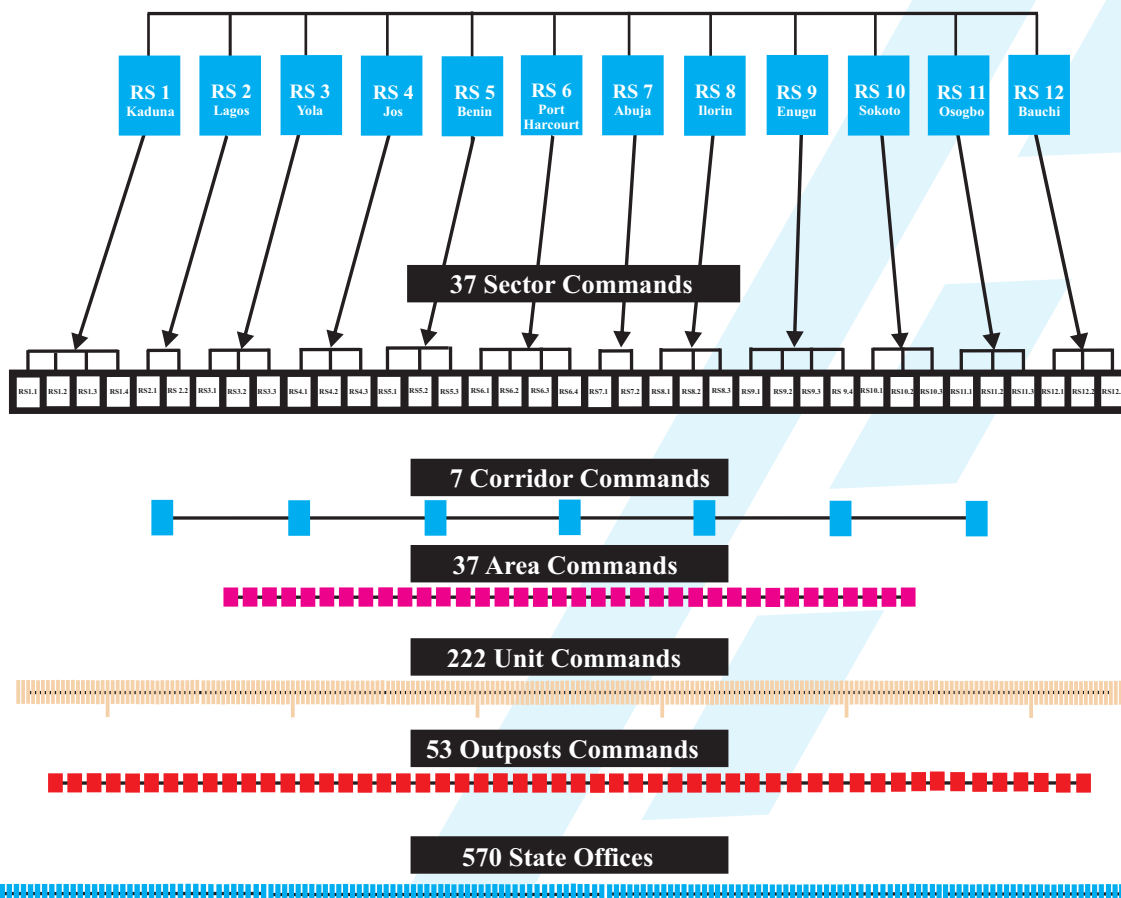 RS 1
Kaduna
RS 2
Lagos
RS 3
Yola
RS 4
Jos
RS 5
Benin
RS 6
Port
Harcourt
RS 7
Abuja
RS 8
Ilorin
RS 9
Enugu
RS 10
Sokoto
RS 11
Osogbo
RS 12
Bauchi
37 Sector Commands
RS1.1 RS1.2 RS1.3 RS1.4 RS2.1 RS 2.2 RS3.1 RS3.2 RS3.3 RS4.1 RS4.2 RS4.3 RS5.1 RS5.2 RS5.3 RS6.1 RS6.2 RS6.3 RS6.4 RS7.1 RS7.2 RS8.1 RS8.2 RS8.3 RS9.1 RS9.2 RS9.3 RS 9.4 RS10.1 RS10.2 RS10.3 RS11.1 RS11.2 RS11.3 RS12.1 RS12.2 RS12.
7 Corridor Commands
37 Area Commands
222 Unit Commands
53 Outposts Commands
570 State Offices